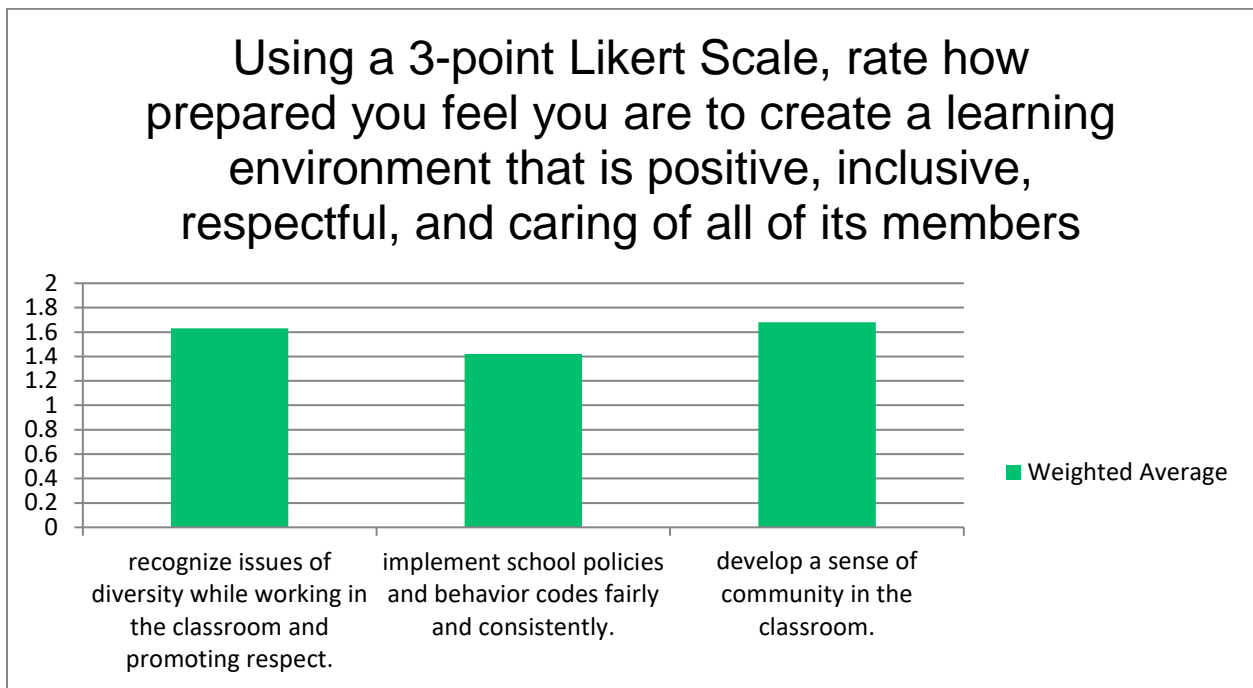 Using a 3-point Likert Scale, rate how
prepared you feel you are to create a learning
environment that is positive, inclusive,
respectful, and caring of all of its members
2
1.8
1.6
1.4
1.2
1
0.8
0.6
0.4
0.2
0
recognize issues of
diversity while working in
the classroom and
promoting respect.
implement school policies
and behavior codes fairly
and consistently.
develop a sense of
community in the
classroom.
Weighted Average